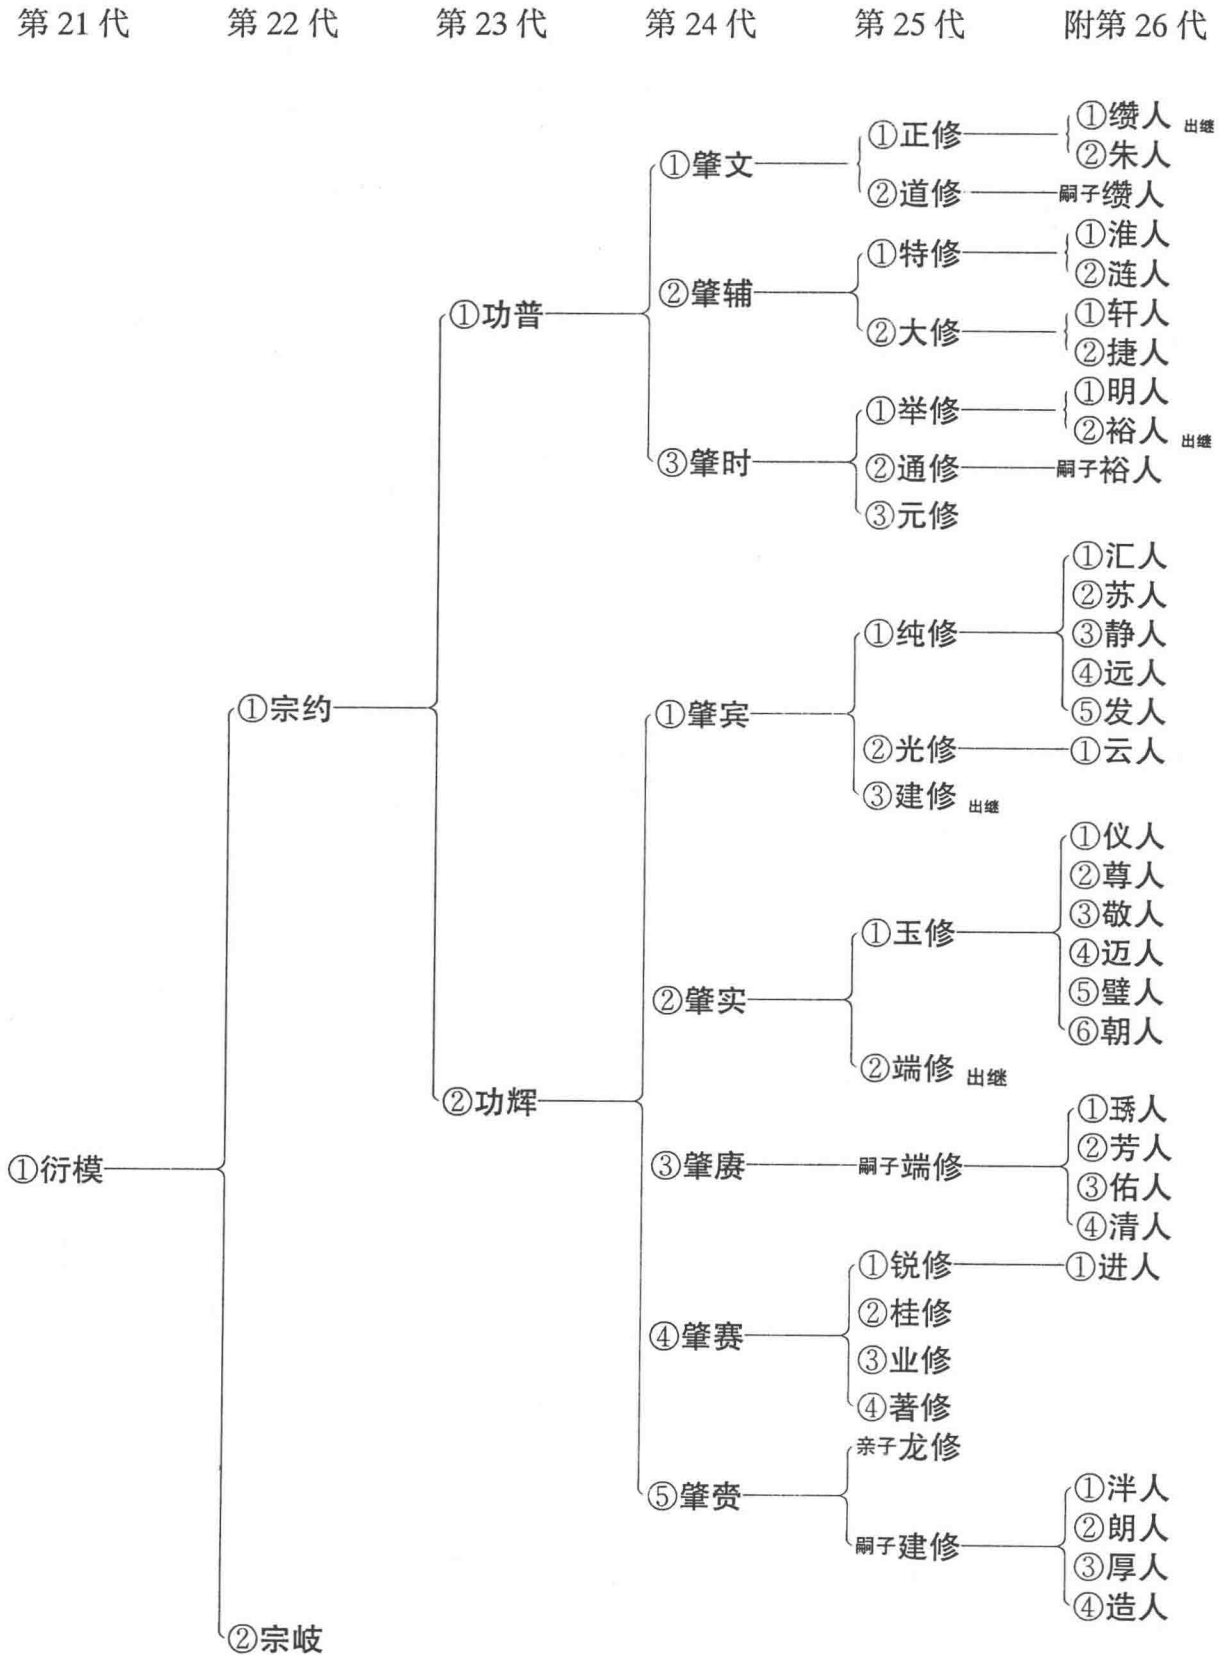 第21代 第22代 第23代 第24代 第25代 附第26代
①缵人 出继
①正修
②朱人
①肇文
②道修 嗣子缵人
①淮人
①特修
②涟人
②肇辅
①功普
①轩人
②大修
②捷人
①明人
①举修
②裕人 出继
③肇时
②通修 嗣子裕人
③元修
①汇人
②苏人
①纯修 ③静人
④远人
①宗约
①肇宾
⑤发人
②光修 ①云人
③建修 出继
①仪人
②尊人
③敬人
①玉修
④迈人
⑤璧人
②肇实
⑥朝人
②端修 出继
②功辉
①琇人
②芳人
①衍模
③肇赓 嗣子端修
③佑人
④清人
①锐修 ①进人
②桂修
④肇赛
③业修
④著修
亲子龙修
⑤肇赍
①泮人
②朗人
嗣子建修
③厚人
④造人
②宗岐